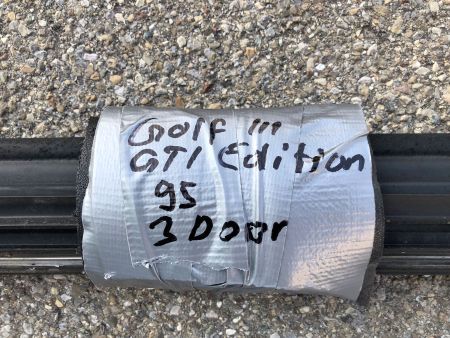 Golf III
GTI Edition
95
3 Door